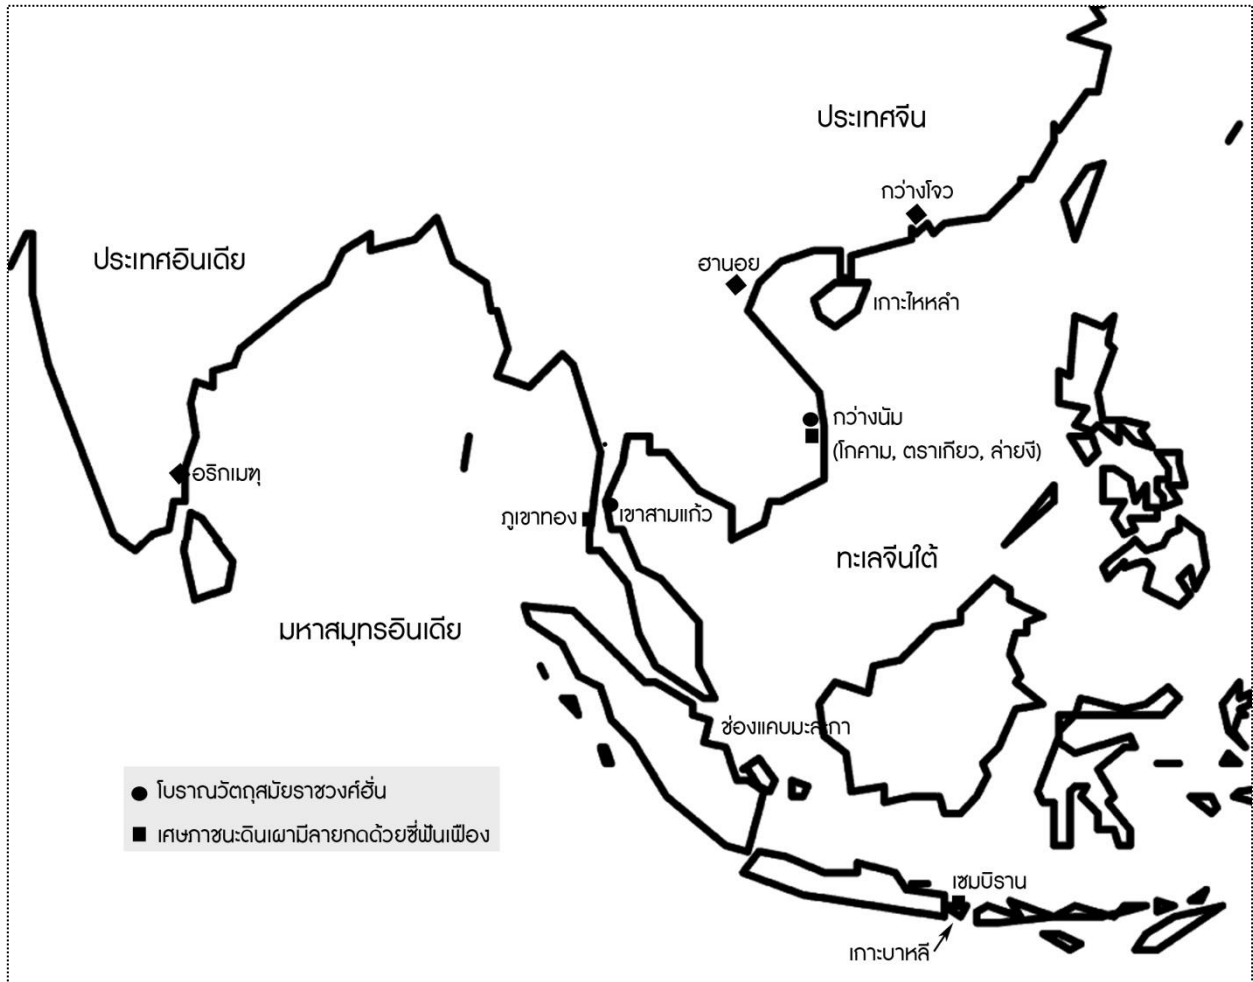 ประเทศจีน
กว่างโจว
ประเทศอินเดีย
ฮานอย
เกาะไหหลำ
กว่างนัม
(โกคาม, ตราเกียว, ล่ายงี)
อริกเมฑุ
ภูเขาทอง
เขาสามแก้ว
ทะเลจีนใต้
มหาสมุทรอินเดีย
ช่องแคบมะละกา
โบราณวัตถุสมัยราชวงศ์ฮั่น
เศษภาชนะดินเผามีลายกดด้วยซี่ฟันเฟือง
เซมบิราน
เกาะบาหลี